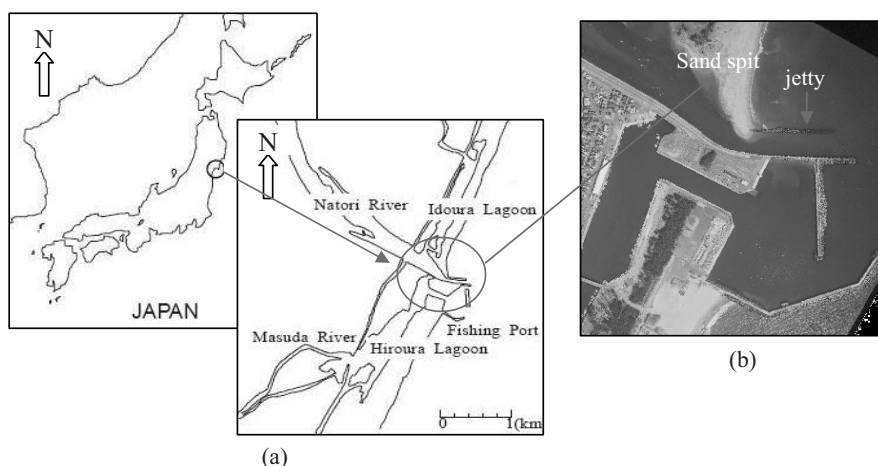 N
JAPAN
N
Natori River
Idoura Lagoon
Masuda River
Fishing Port
Hiroura Lagoon
0 1(km
(a)
Sand spit
jetty
(b)